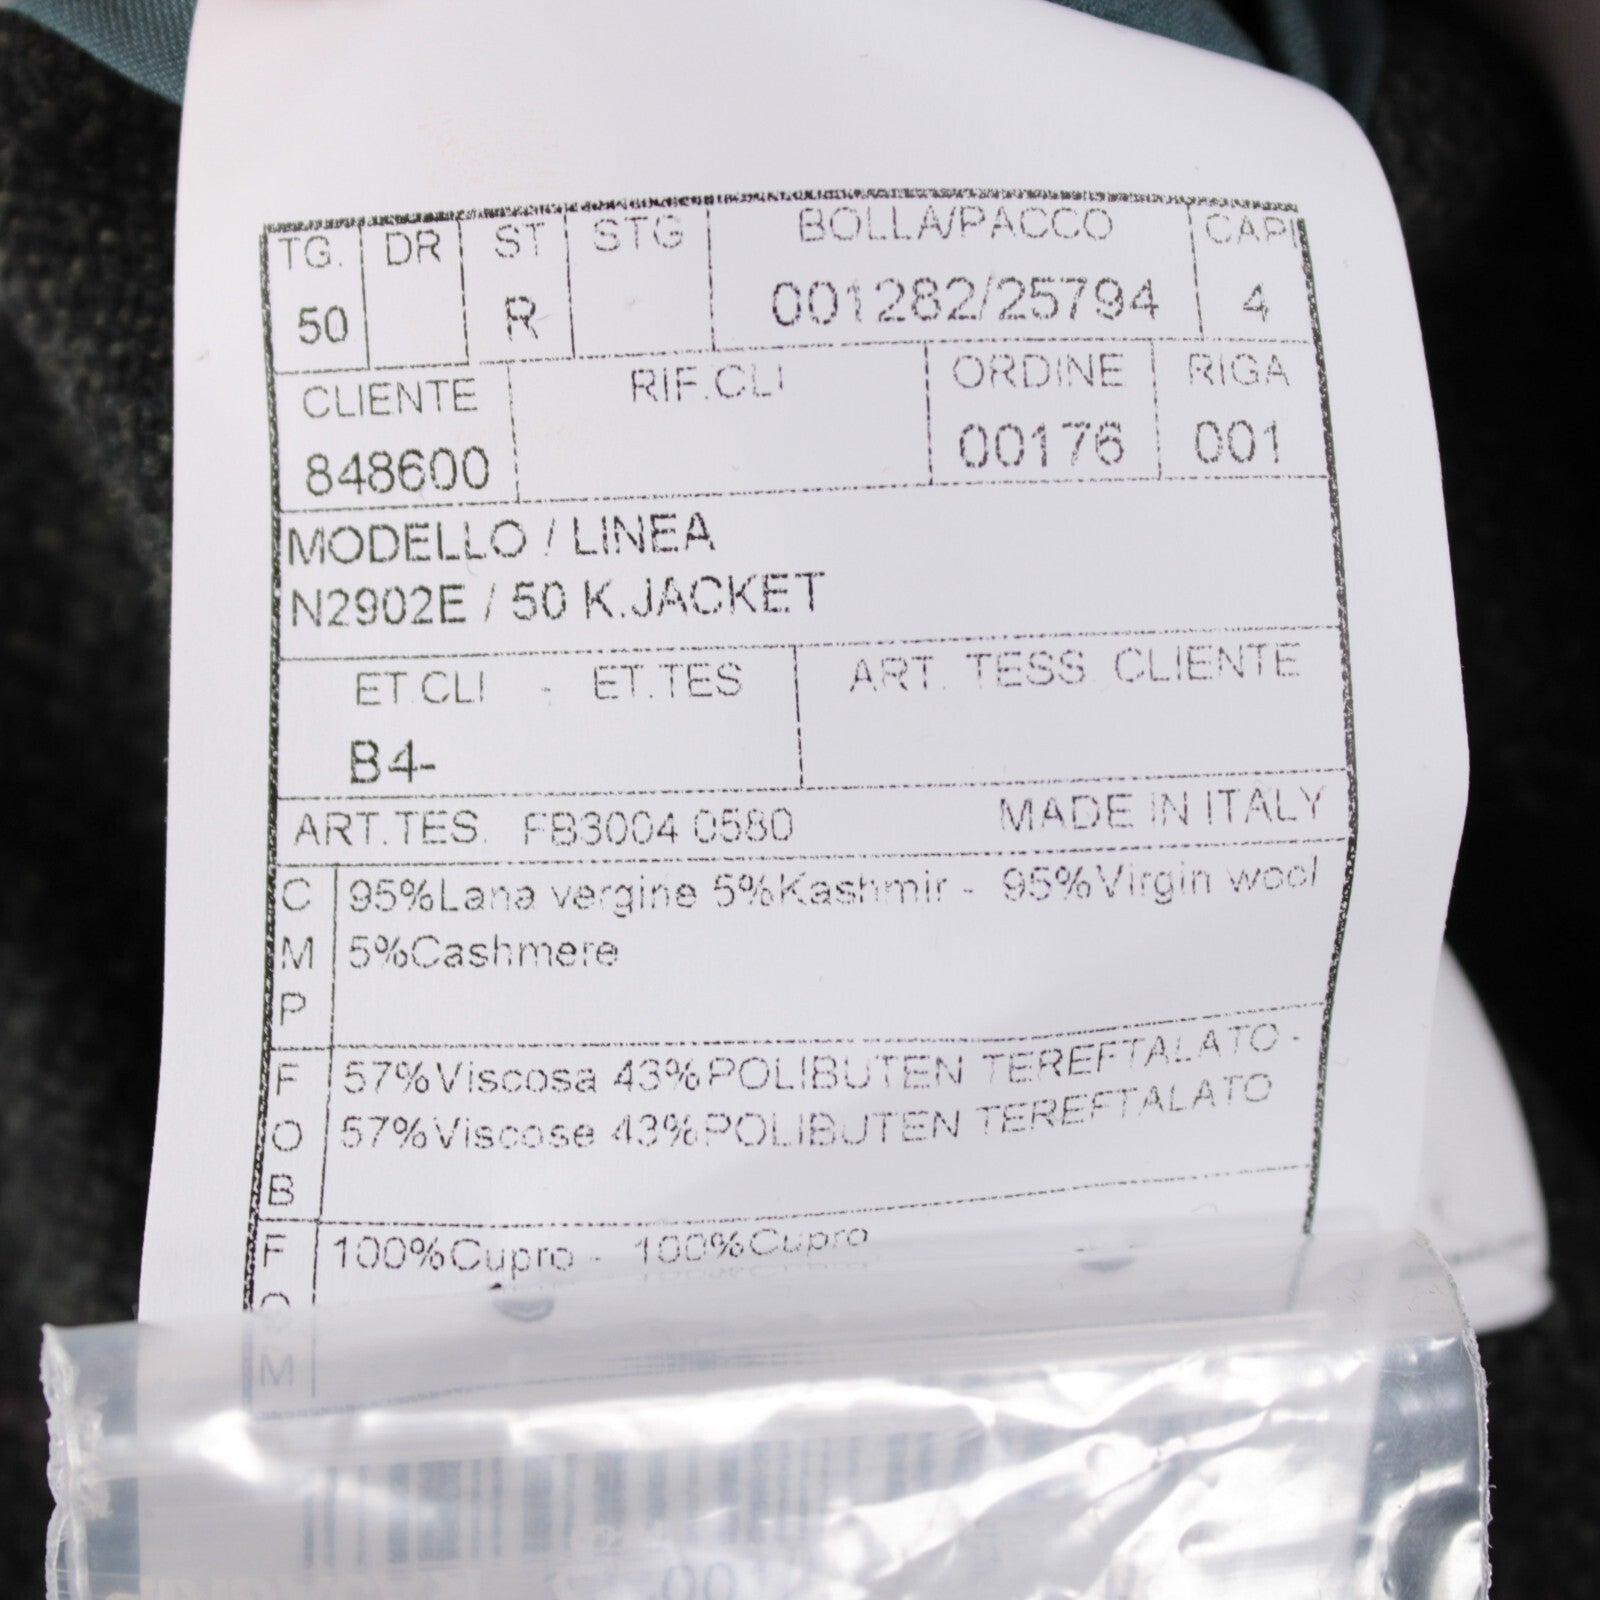 TG. DR ST STG BOLLA/PACCO CAPI
50 R 001282/25794 4
CLIENTE RIF.CLI ORDINE RIGA
848600 00176 001
MODELLO / LINEA
N2902E / 50 K.JACKET
ET.CLI - ET.TES ART. TESS. CLIENTE
B4-
ART.TES. FB3004 0580 MADE IN ITALY
C 95%Lana vergine 5%Kashmir - 95%Virgin wool
M 5%Cashmere
P
F 57%Viscosa 43%POLIBUTEN TEREFTALATO -
O 57%Viscose 43%POLIBUTEN TEREFTALATO
B
F 100%Cupro - 100%Cupro
O
M